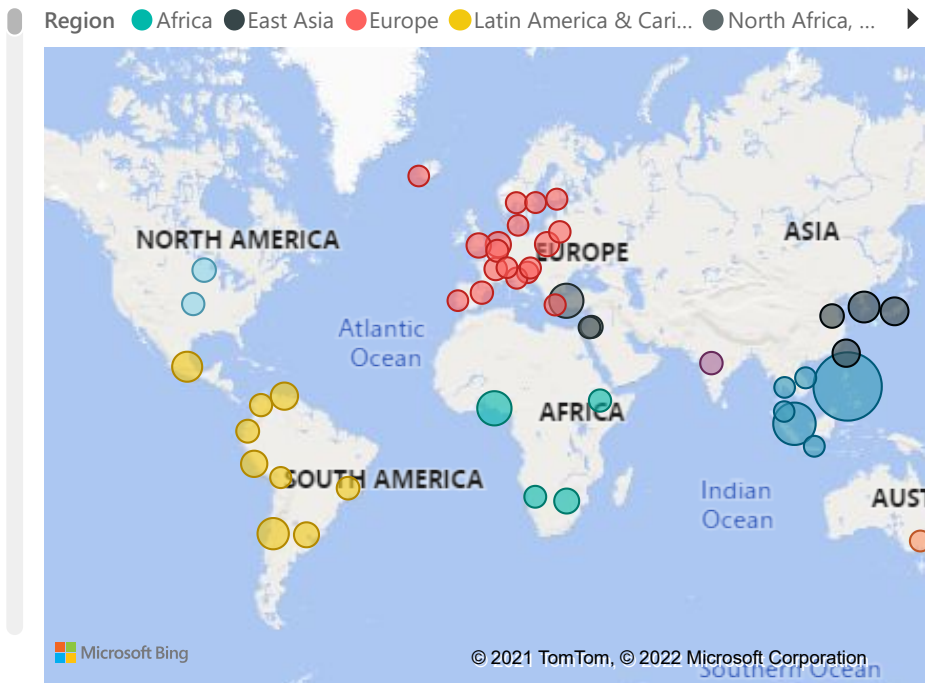 Region Africa East Asia Europe Latin America & Cari... North Africa, ...
NORTH AMERICA
ASIA
EUROPE
Atlantic
Ocean
AFRICA
SOUTH AMERICA
Indian
Ocean
AUST
Microsoft Bing
© 2021 TomTom, © 2022 Microsoft Corporation
Southern Ocean